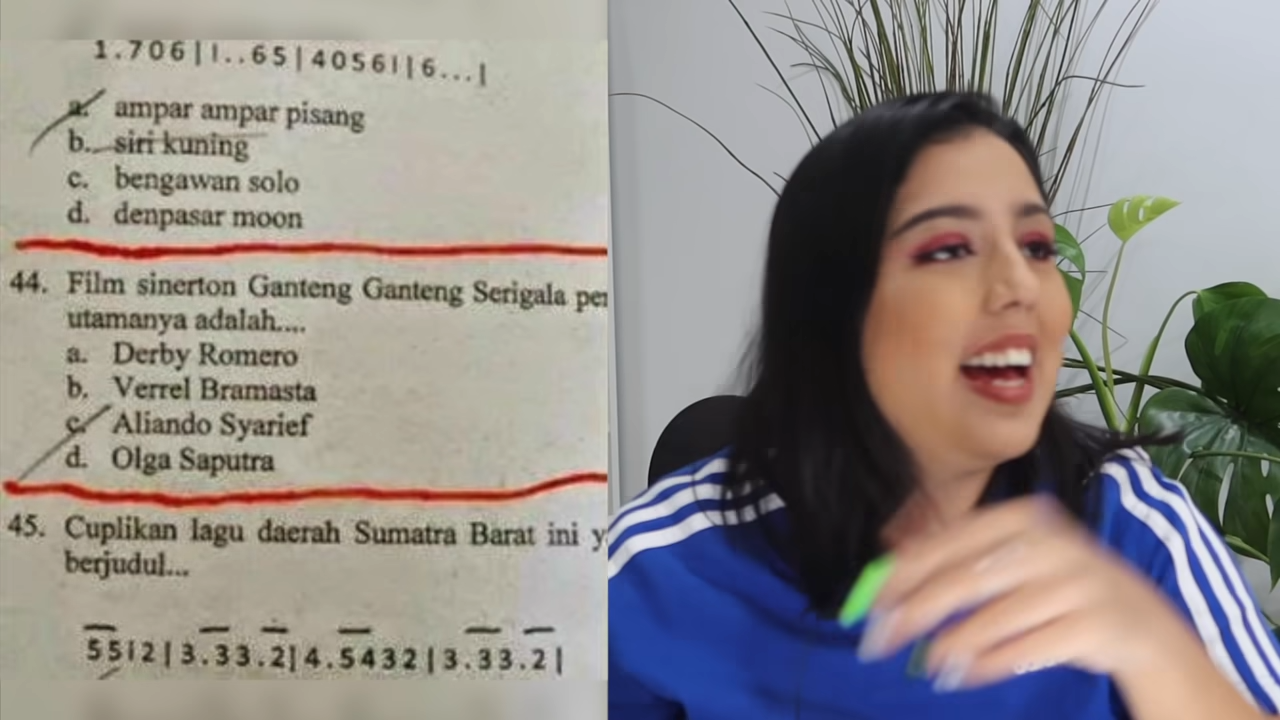 1.706|1..65|40561|6...|
a. ampar ampar pisang
b. siri kuning
c. bengawan solo
d. denpasar moon
44. Film sinerton Ganteng Ganteng Serigala
utamanya adalah....
a. Derby Romero
b. Verrel Bramasta
c. Aliando Syarief
d. Olga Saputra
45. Cuplikan lagu daerah Sumatra Barat ini
berjudul...
5512|3.33.2|4.5432|3.33.2|